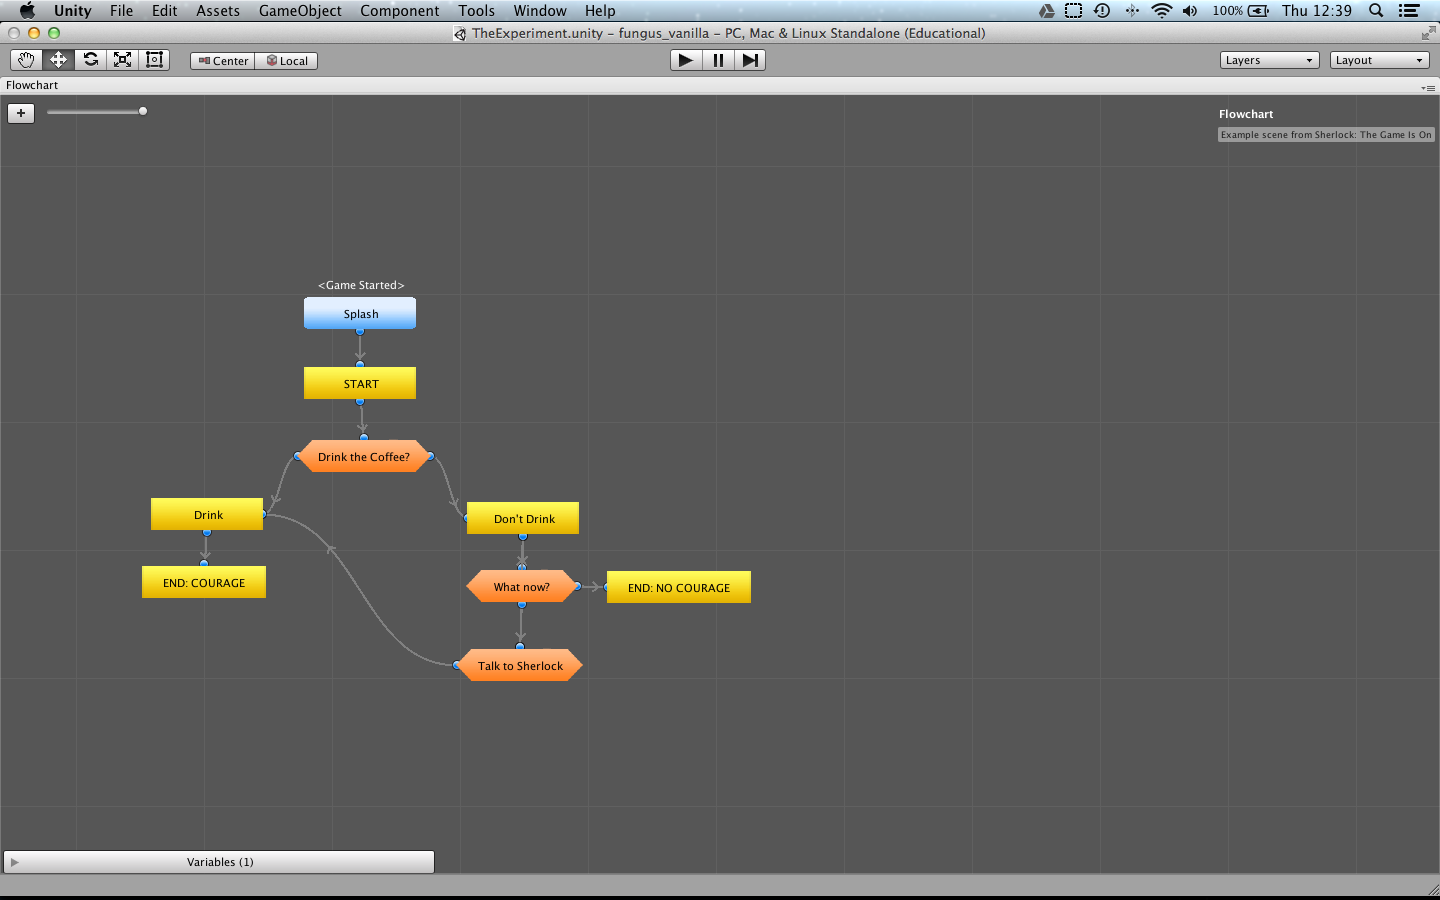 Unity File Edit Assets GameObject Component Tools Window Help 100% Thu 12:39
TheExperiment.unity - fungus_vanilla - PC, Mac & Linux Standalone (Educational)
Center Local Layers Layout
Flowchart
+
Flowchart
Example scene from Sherlock: The Game Is On
<Game Started>
Splash
START
Drink the Coffee?
Drink
Don't Drink
END: COURAGE
What now?
END: NO COURAGE
Talk to Sherlock
Variables (1)